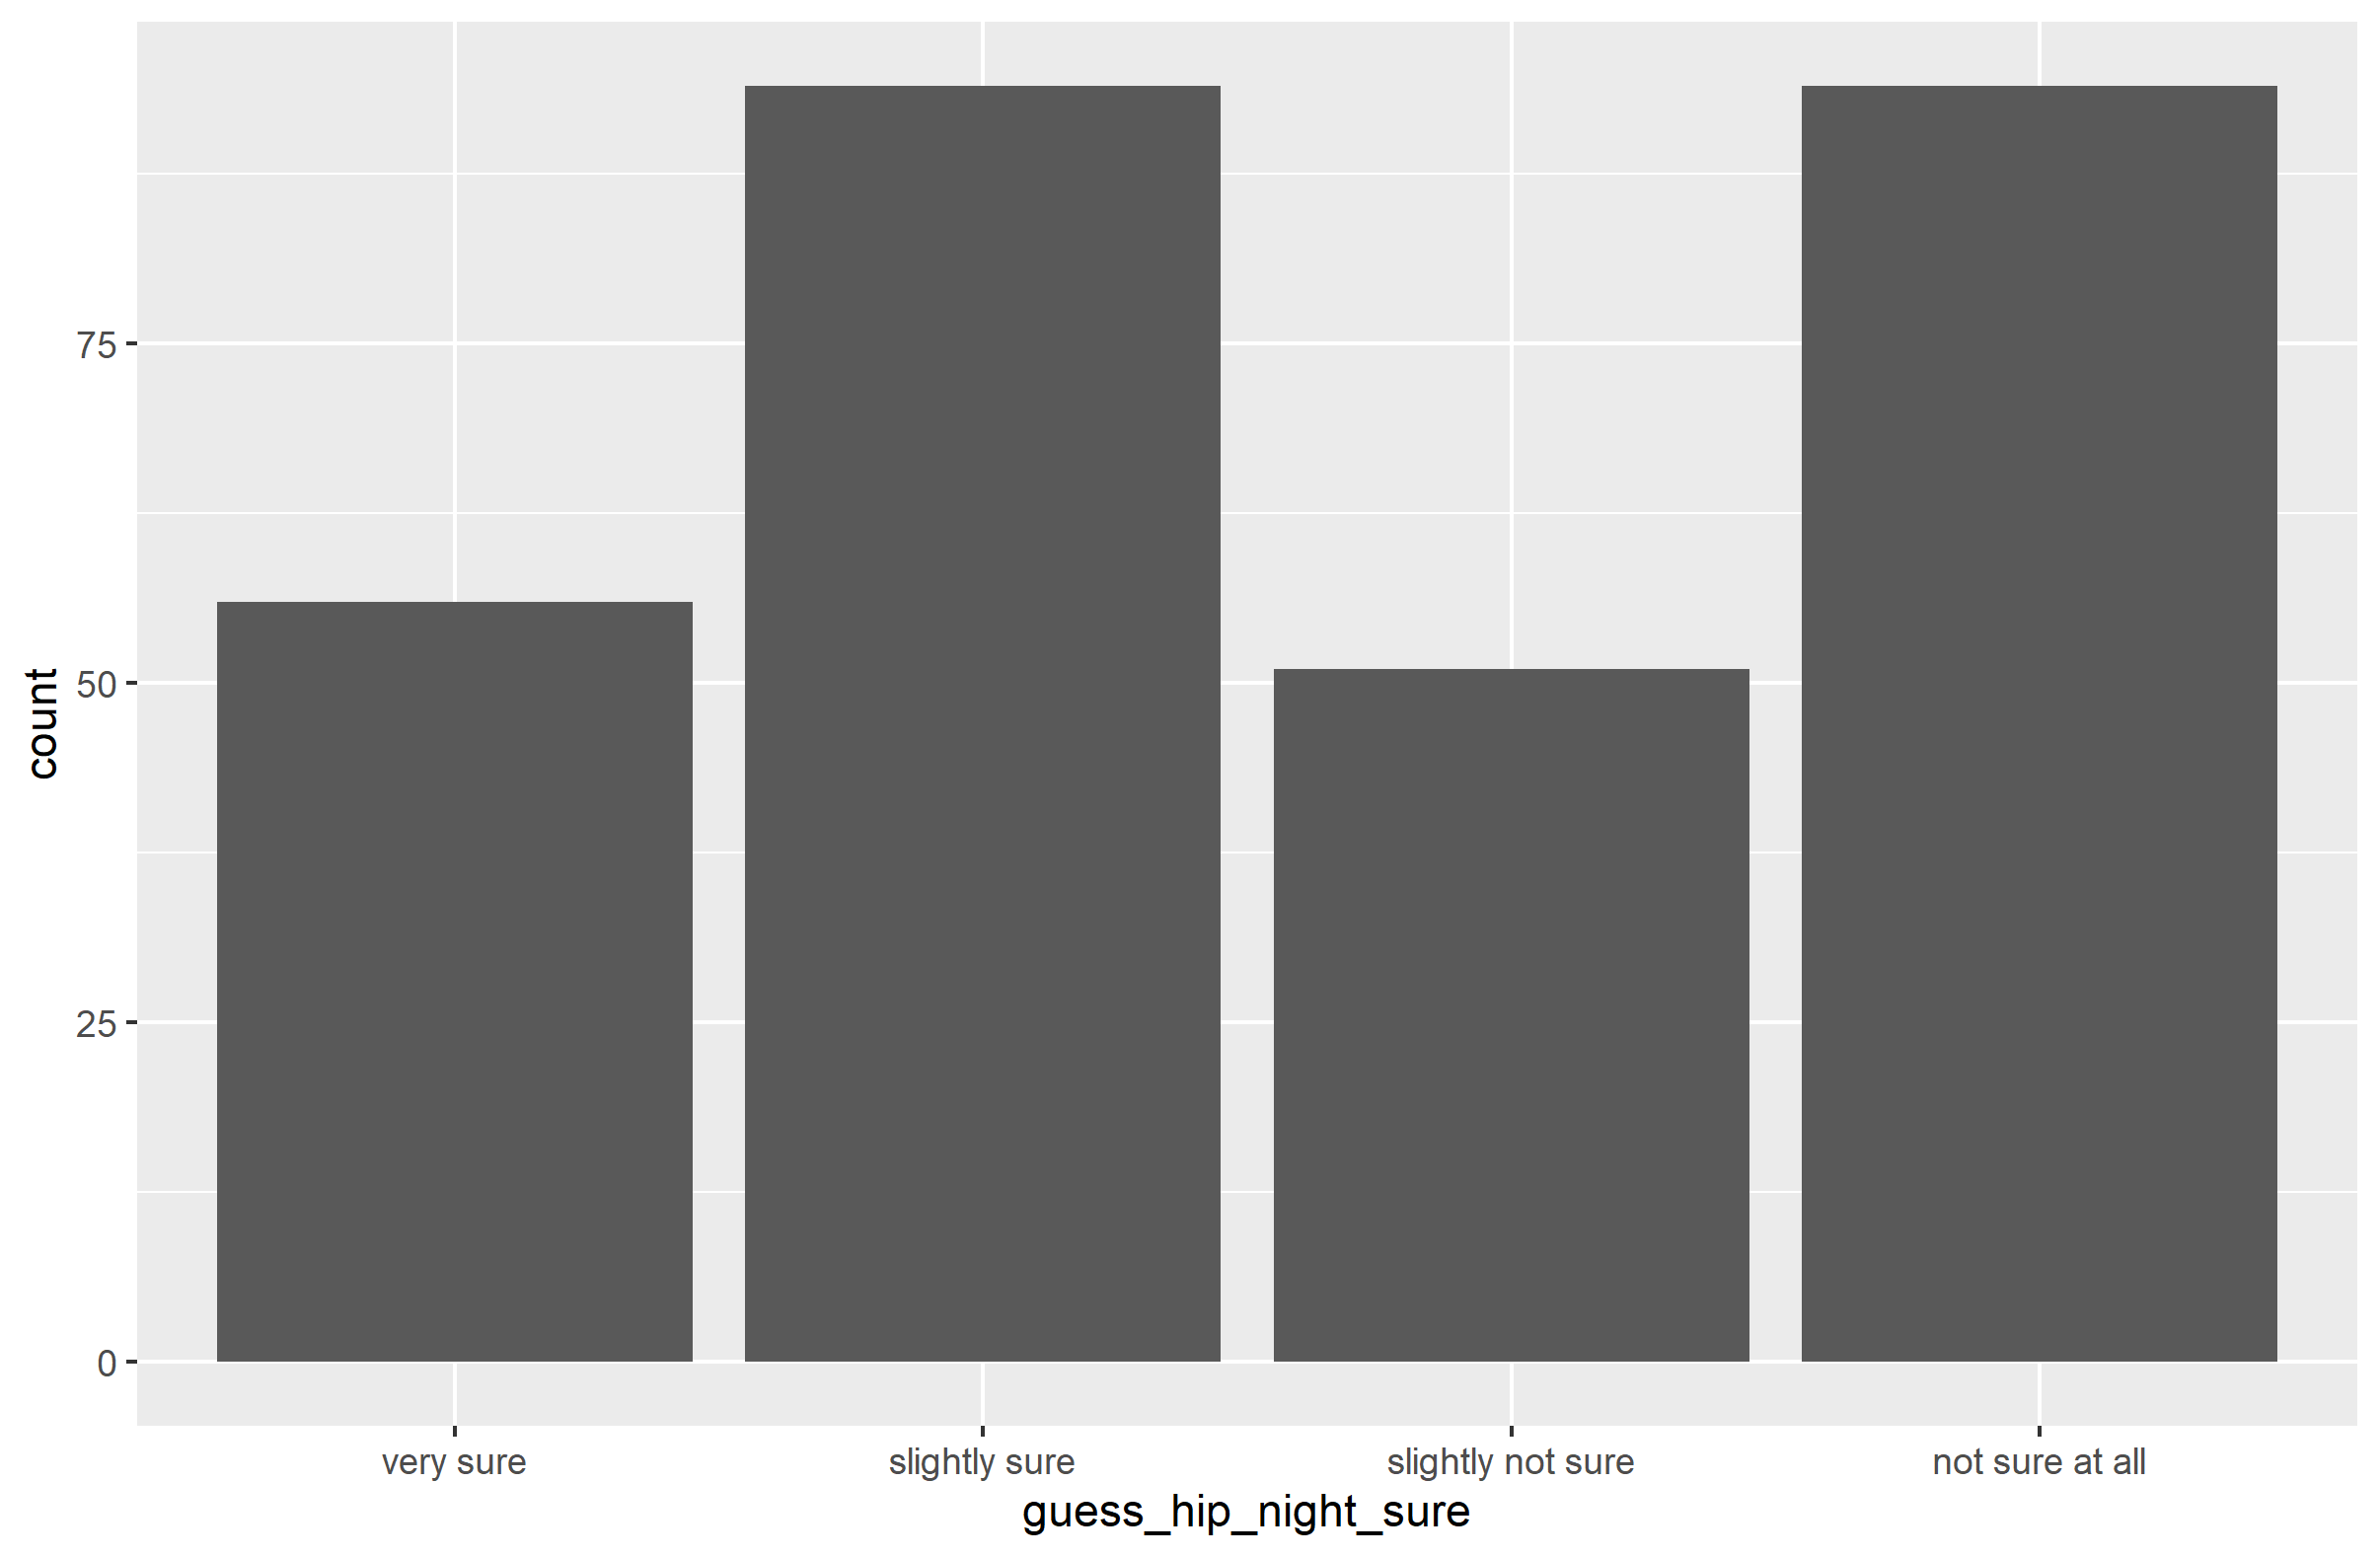 count
75
50
25
0
very sure
slightly sure
slightly not sure
not sure at all
guess_hip_night_sure